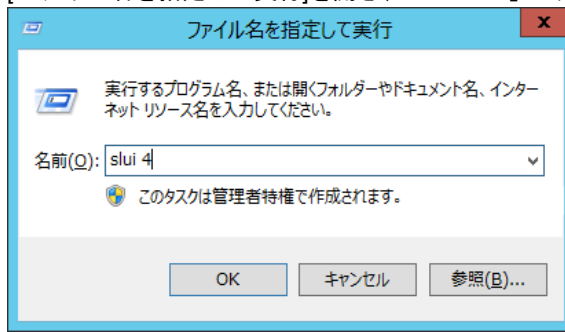 ファイル名を指定して実行
x
実行するプログラム名、または開くフォルダーやドキュメント名、インター
ネット リソース名を入力してください。
名前(O): slui 4
このタスクは管理者特権で作成されます。
OK キャンセル 参照(B)...